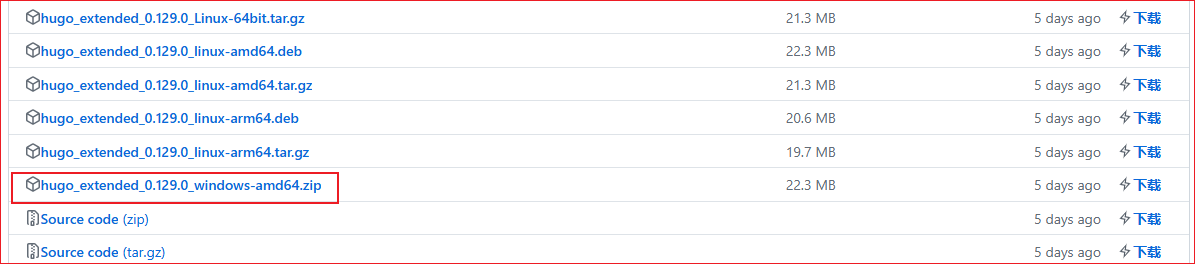 hugo_extended_0.129.0_Linux-64bit.tar.gz 21.3 MB 5 days ago 下载
hugo_extended_0.129.0_linux-amd64.deb 22.3 MB 5 days ago 下载
hugo_extended_0.129.0_linux-amd64.tar.gz 21.3 MB 5 days ago 下载
hugo_extended_0.129.0_linux-arm64.deb 20.6 MB 5 days ago 下载
hugo_extended_0.129.0_linux-arm64.tar.gz 19.7 MB 5 days ago 下载
hugo_extended_0.129.0_windows-amd64.zip 22.3 MB 5 days ago 下载
Source code (zip) 5 days ago 下载
Source code (tar.gz) 5 days ago 下载